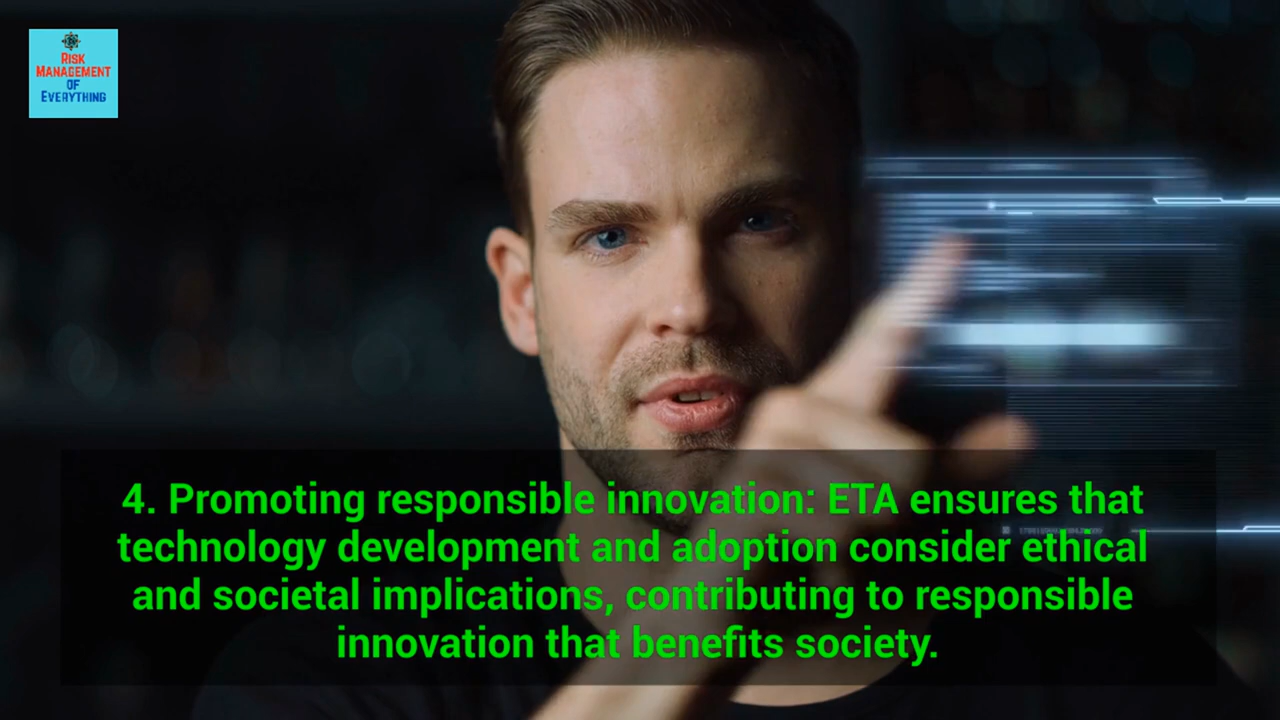 RISK
MANAGEMENT
OF
EVERYTHING
4. Promoting responsible innovation: ETA ensures that
technology development and adoption consider ethical
and societal implications, contributing to responsible
innovation that benefits society.